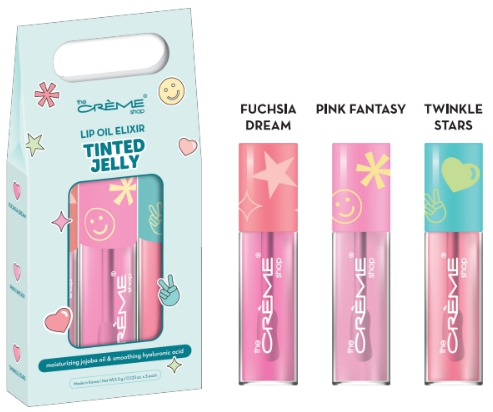 the
CRÈME®
shop
LIP OIL ELIXIR
TINTED
JELLY
CRÈME®
moisturizing jojoba oil & smoothing hyaluronic acid
FUCHSIA
DREAM
PINK FANTASY
TWINKLE
STARS
the
CRÈME®
shop
the
CRÈME®
shop
the
CRÈME®
shop